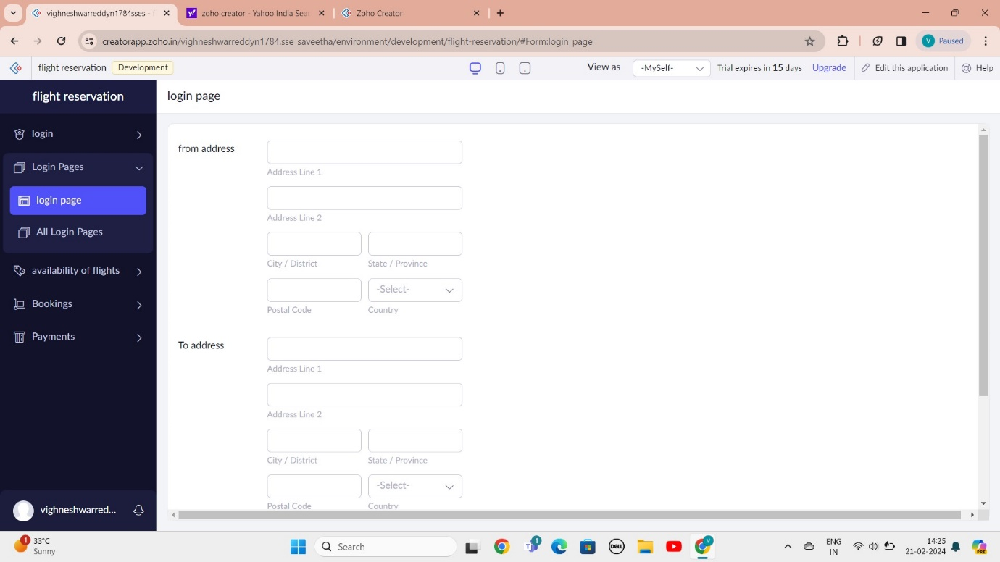 vighneshwarreddyn1784sses - f
zoho creator - Yahoo India Sear
Zoho Creator
creatorapp.zoho.in/vighneshwarreddyn1784.sse_saveetha/environment/development/flight-reservation/#Form:login_page
V Paused
flight reservation Development
View as -MySelf- Trial expires in 15 days Upgrade Edit this application Help
flight reservation
login
Login Pages
login page
All Login Pages
availability of flights
Bookings
Payments
vighneshwarred...
login page
from address
Address Line 1
Address Line 2
City / District State / Province
-Select-
Postal Code Country
To address
Address Line 1
Address Line 2
City / District State / Province
-Select-
Postal Code Country
1 33°C
Sunny
Search
T 1
DELL
V
ENG
IN
14:25
21-02-2024
PRE